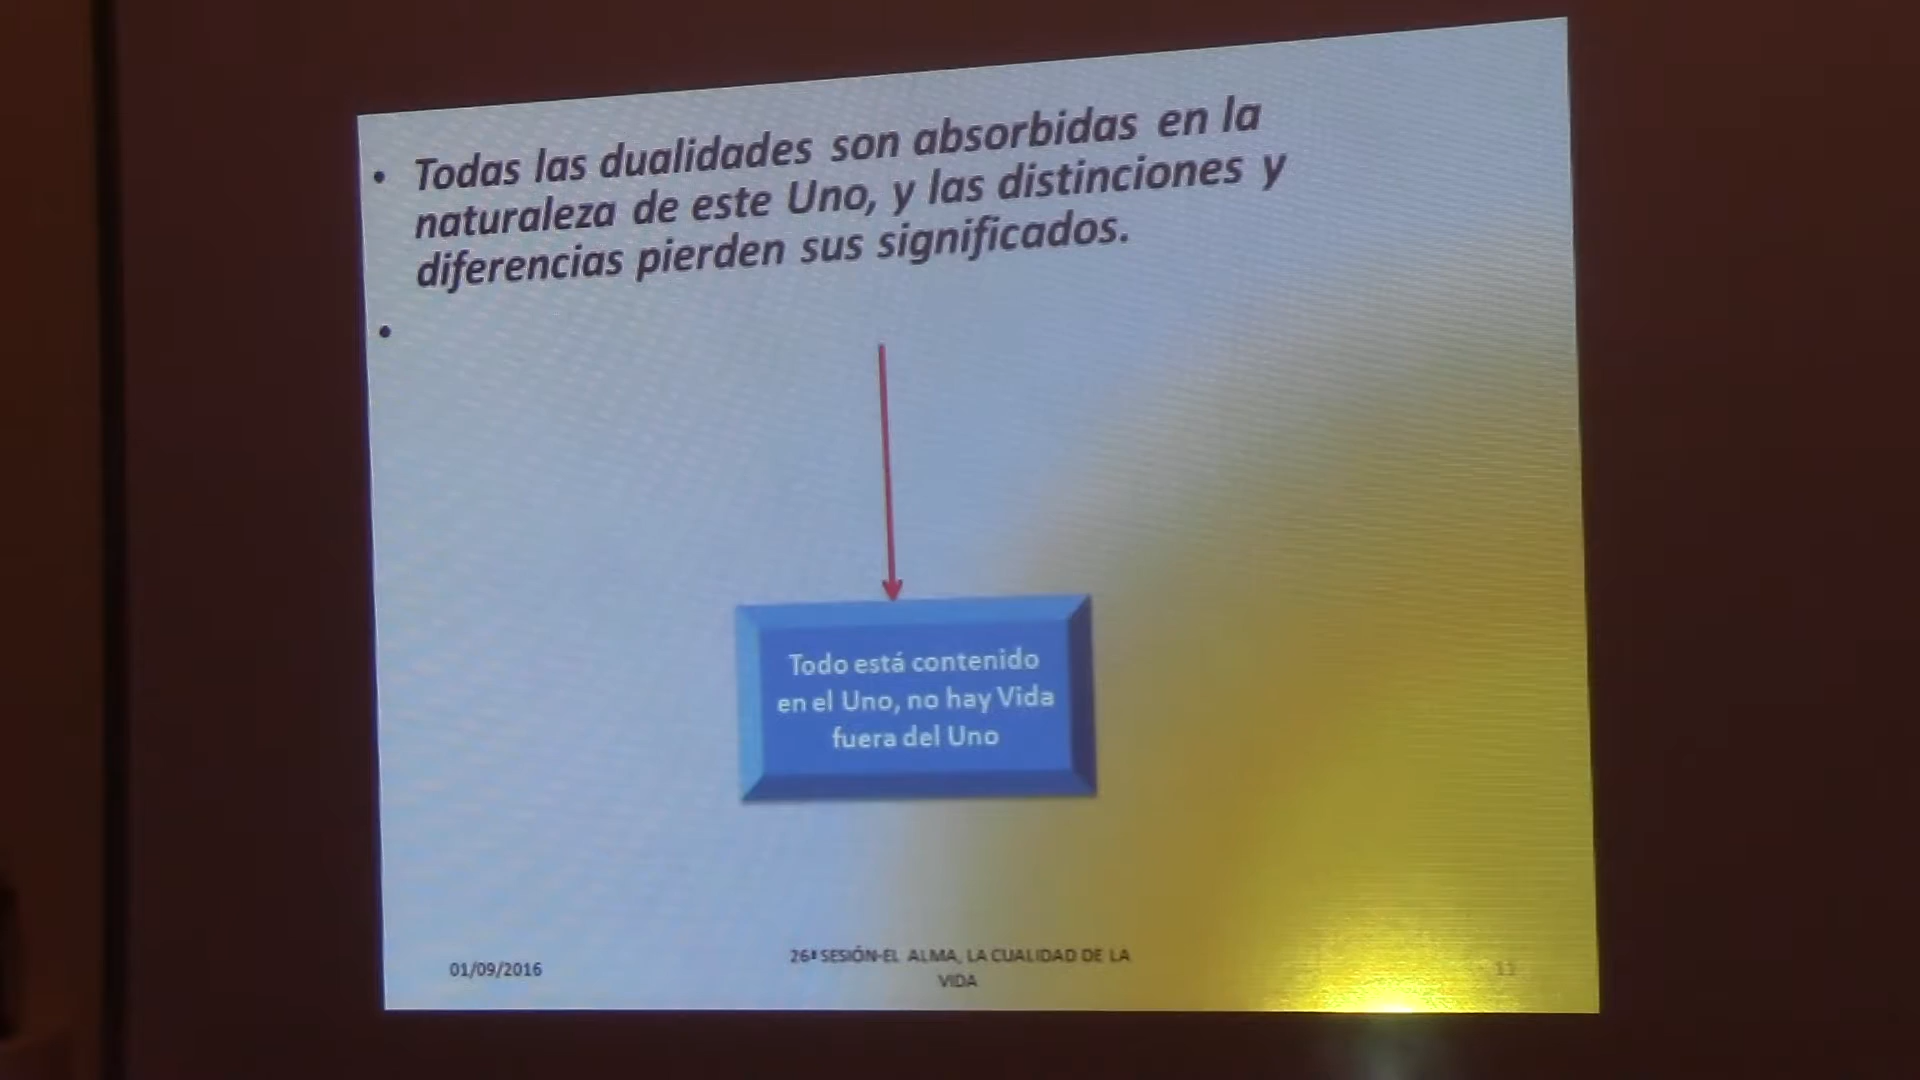 • Todas las dualidades son absorbidas en la
naturaleza de este Uno, y las distinciones y
diferencias pierden sus significados.
•
Todo está contenido
en el Uno, no hay Vida
fuera del Uno
01/09/2016
26ª SESIÓN-EL ALMA, LA CUALIDAD DE LA
VIDA